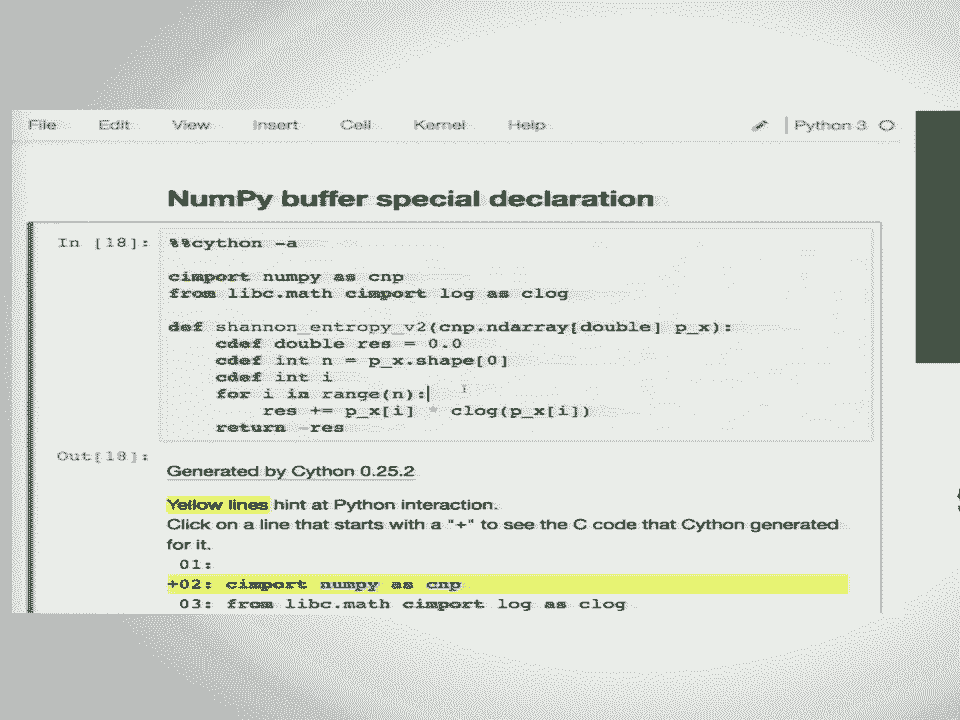 File Edit View Insert Cell Kernel Help Python 3
NumPy buffer special declaration
In [18]: %%cython -a
cimport numpy as cnp
from libc.math cimport log as clog
def shannon_entropy_v2(cnp.ndarray[double] p_x):
cdef double res = 0.0
cdef int n = p_x.shape[0]
cdef int i
for i in range(n):
res += p_x[i] * clog(p_x[i])
return -res
Out[18]:
Generated by Cython 0.25.2
Yellow lines hint at Python interaction.
Click on a line that starts with a "+" to see the C code that Cython generated
for it.
01:
+02: cimport numpy as cnp
03: from libc.math cimport log as clog